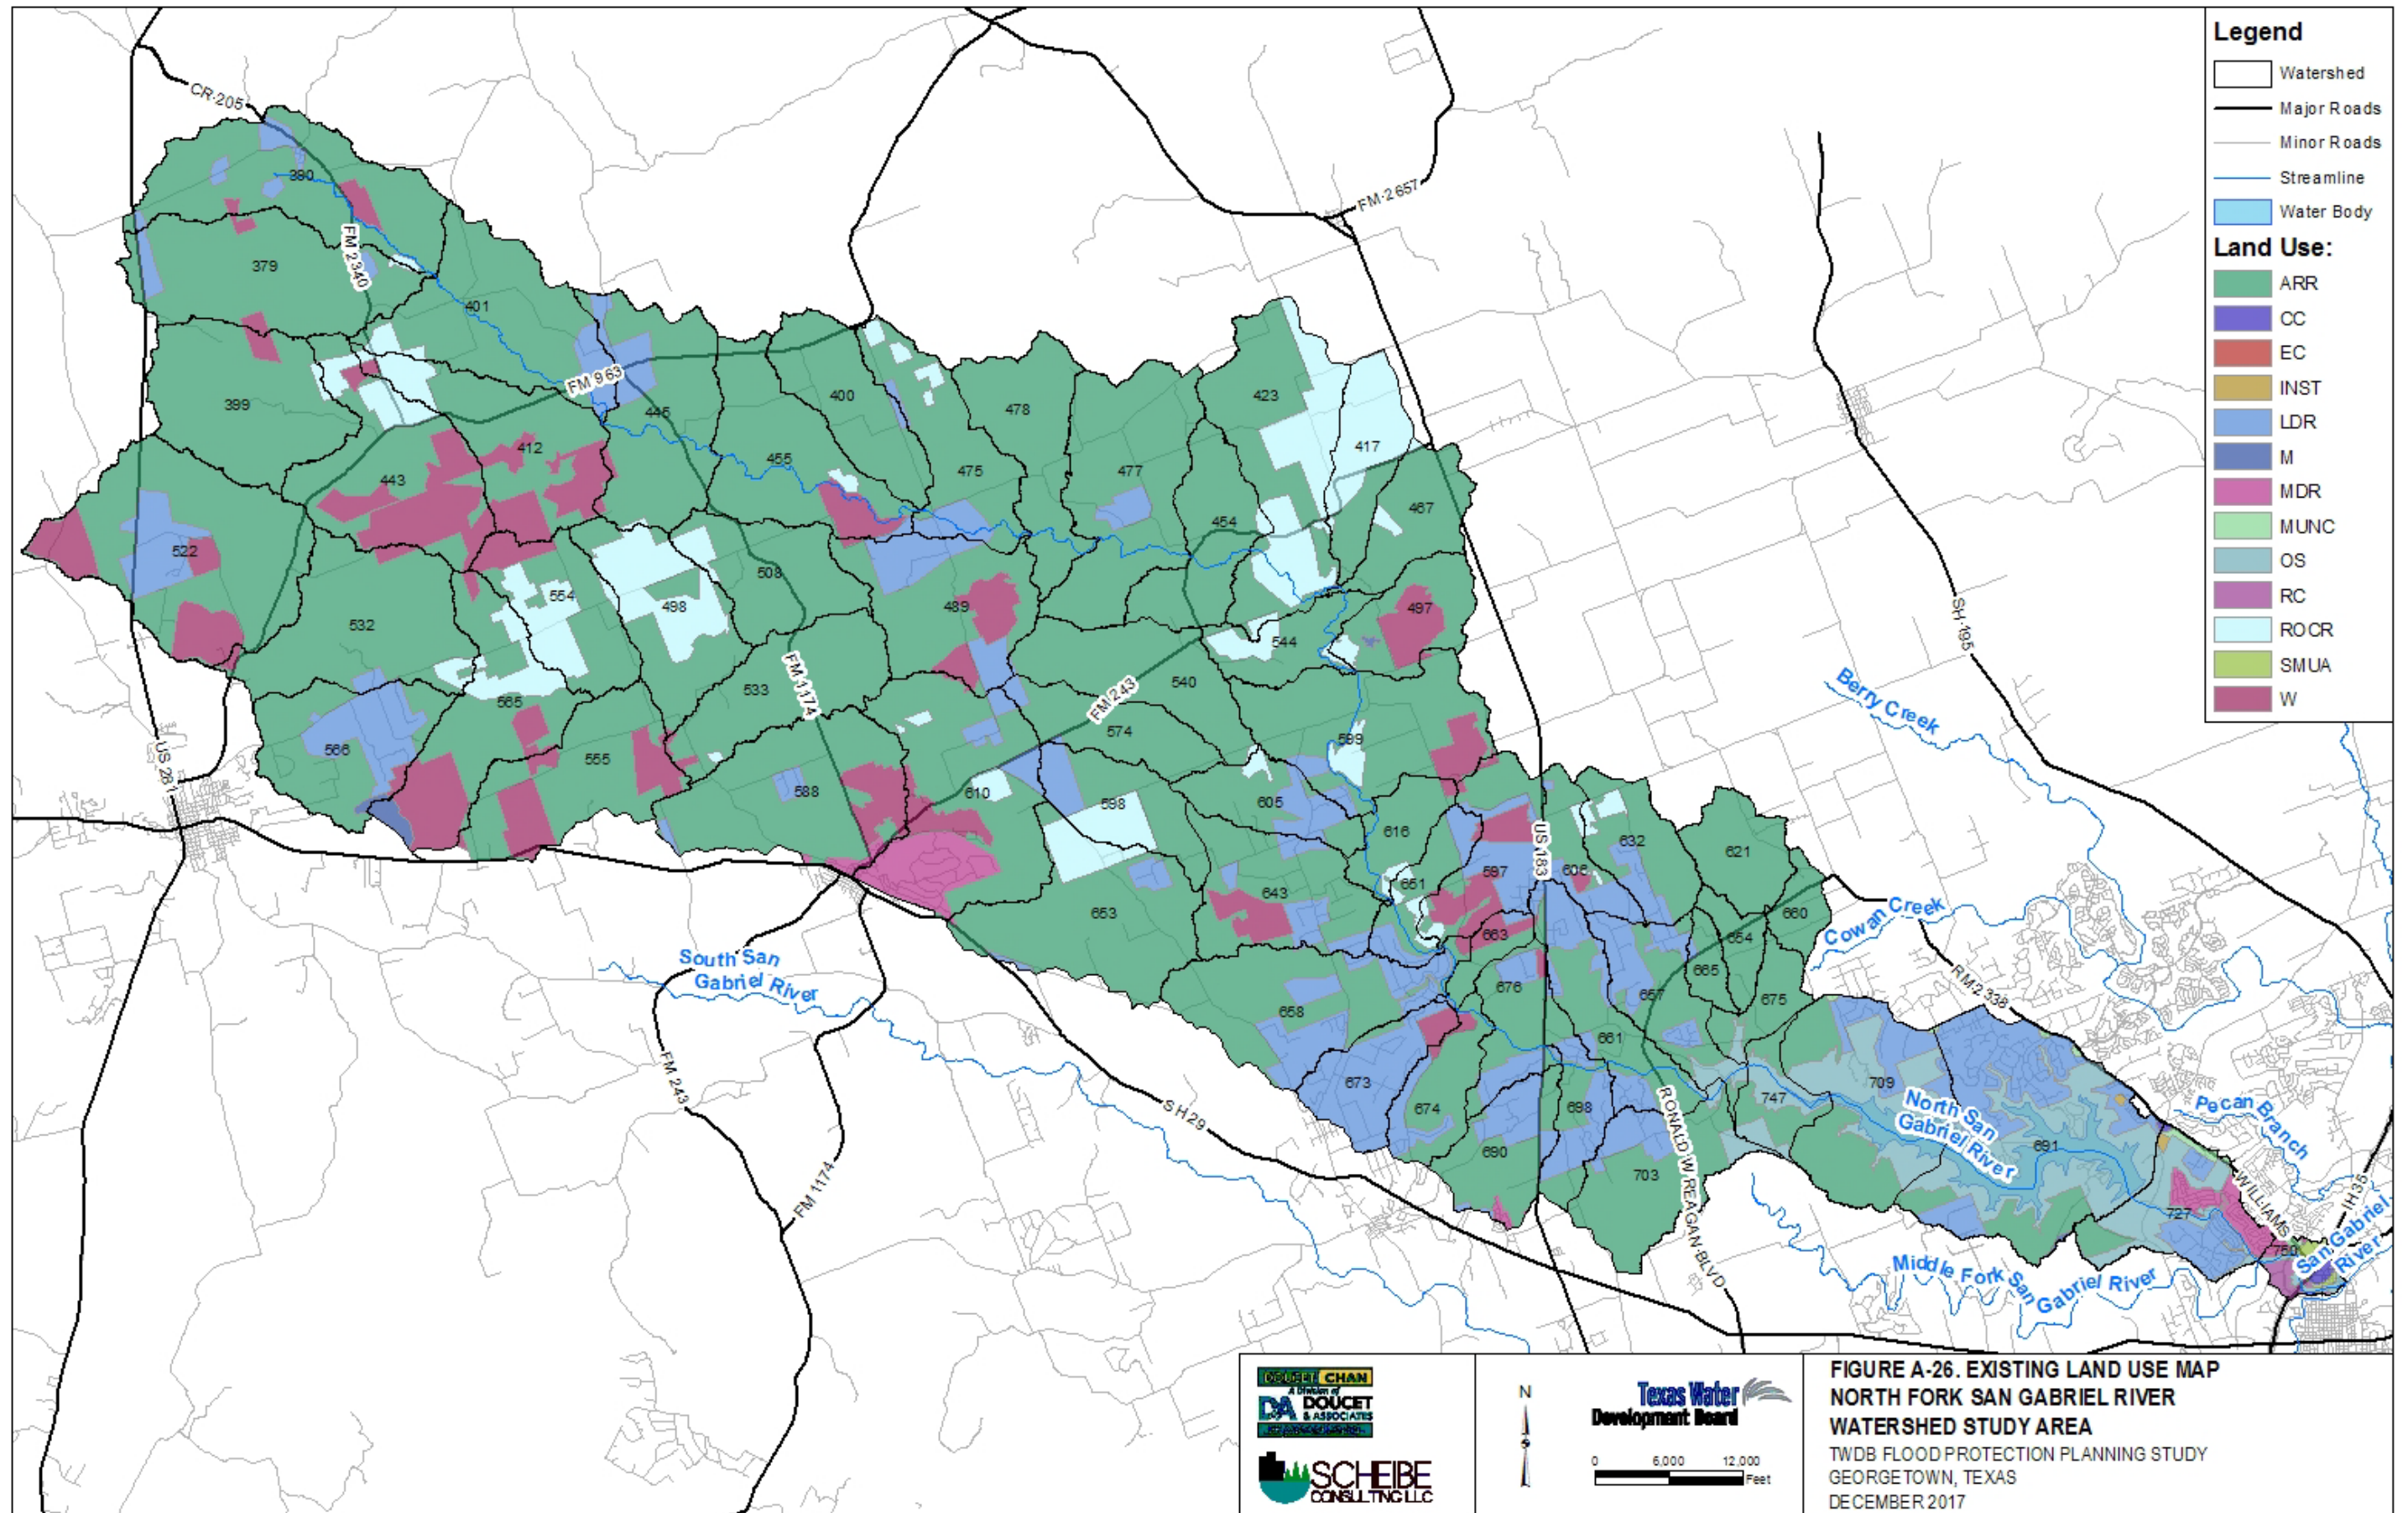 Legend
Watershed
Major Roads
Minor Roads
Streamline
Water Body
Land Use:
ARR
CC
EC
INST
LDR
M
MDR
MUNC
OS
RC
ROCR
SMUA
W
CR-205
FM-2657
FM 2340
FM 963
FM 1174
FM 243
US 281
US 183
SH-195
RM-2338
SH 29
FM 243
FM 1174
RONALD W REAGAN BLVD
WILLIAMS
IH 35
Berry Creek
Cowan Creek
Pecan Branch
South San
Gabriel River
North San
Gabriel River
Middle Fork San
Gabriel River
San Gabriel
River
380
379
401
399
412
443
446
455
400
475
478
477
423
417
467
454
522
532
554
498
508
489
497
544
540
533
565
566
555
574
599
588
610
598
605
616
632
621
597
606
651
643
653
663
660
654
665
675
676
657
658
661
673
674
698
690
703
747
709
691
727
CHAN
A Division of
DA DOUCET
& ASSOCIATES
SCHEIBE
CONSULTING LLC
N
Texas Water
Development Board
0 6,000 12,000
Feet
FIGURE A-26. EXISTING LAND USE MAP
NORTH FORK SAN GABRIEL RIVER
WATERSHED STUDY AREA
TWDB FLOOD PROTECTION PLANNING STUDY
GEORGETOWN, TEXAS
DECEMBER 2017